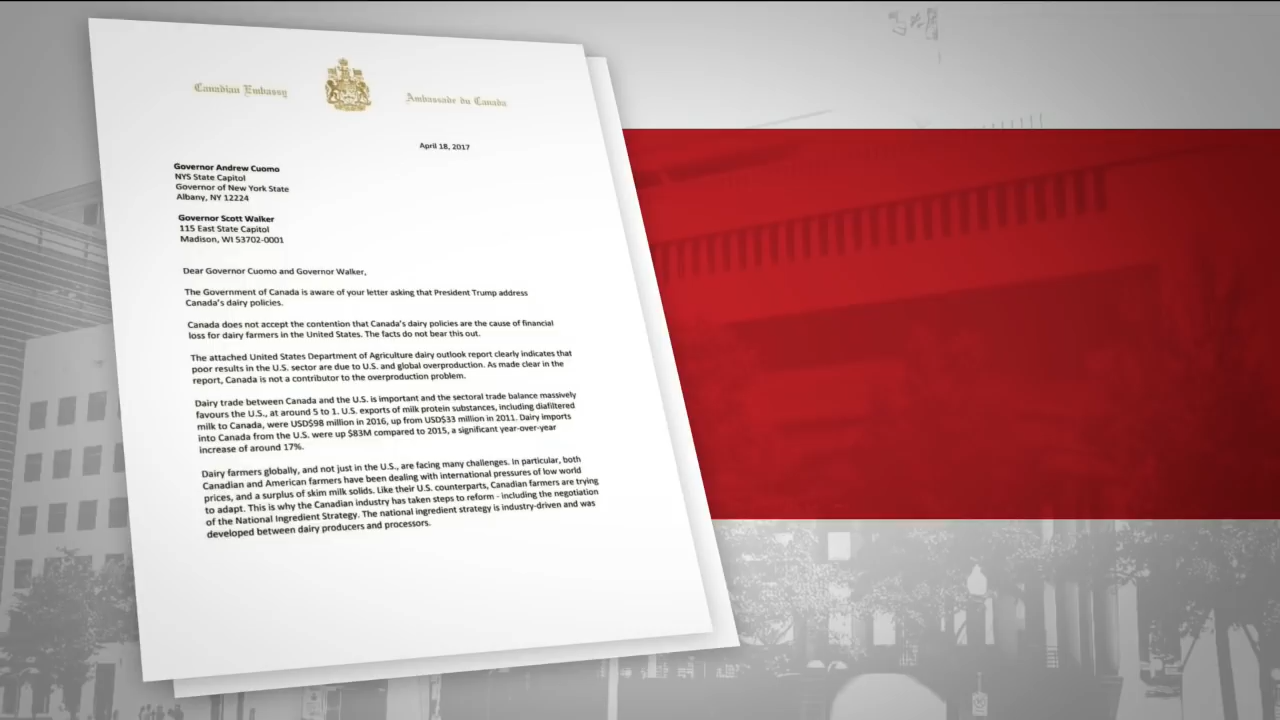 Canadian Embassy
Ambassade du Canada
April 18, 2017
Governor Andrew Cuomo
NYS State Capitol
Governor of New York State
Albany, NY 12224
Governor Scott Walker
115 East State Capitol
Madison, WI 53702-0001
Dear Governor Cuomo and Governor Walker,
The Government of Canada is aware of your letter asking that President Trump address
Canada's dairy policies.
Canada does not accept the contention that Canada's dairy policies are the cause of financial
loss for dairy farmers in the United States. The facts do not bear this out.
The attached United States Department of Agriculture dairy outlook report clearly indicates that
poor results in the U.S. sector are due to U.S. and global overproduction. As made clear in the
report, Canada is not a contributor to the overproduction problem.
Dairy trade between Canada and the U.S. is important and the sectoral trade balance massively
favours the U.S., at around 5 to 1. U.S. exports of milk protein substances, including diafiltered
milk to Canada, were USD$98 million in 2016, up from USD$33 million in 2011. Dairy imports
into Canada from the U.S. were up $83M compared to 2015, a significant year-over-year
increase of around 17%.
Dairy farmers globally, and not just in the U.S., are facing many challenges. In particular, both
Canadian and American farmers have been dealing with international pressures of low world
prices, and a surplus of skim milk solids. Like their U.S. counterparts, Canadian farmers are trying
to adapt. This is why the Canadian industry has taken steps to reform - including the negotiation
of the National Ingredient Strategy. The national ingredient strategy is industry-driven and was
developed between dairy producers and processors.